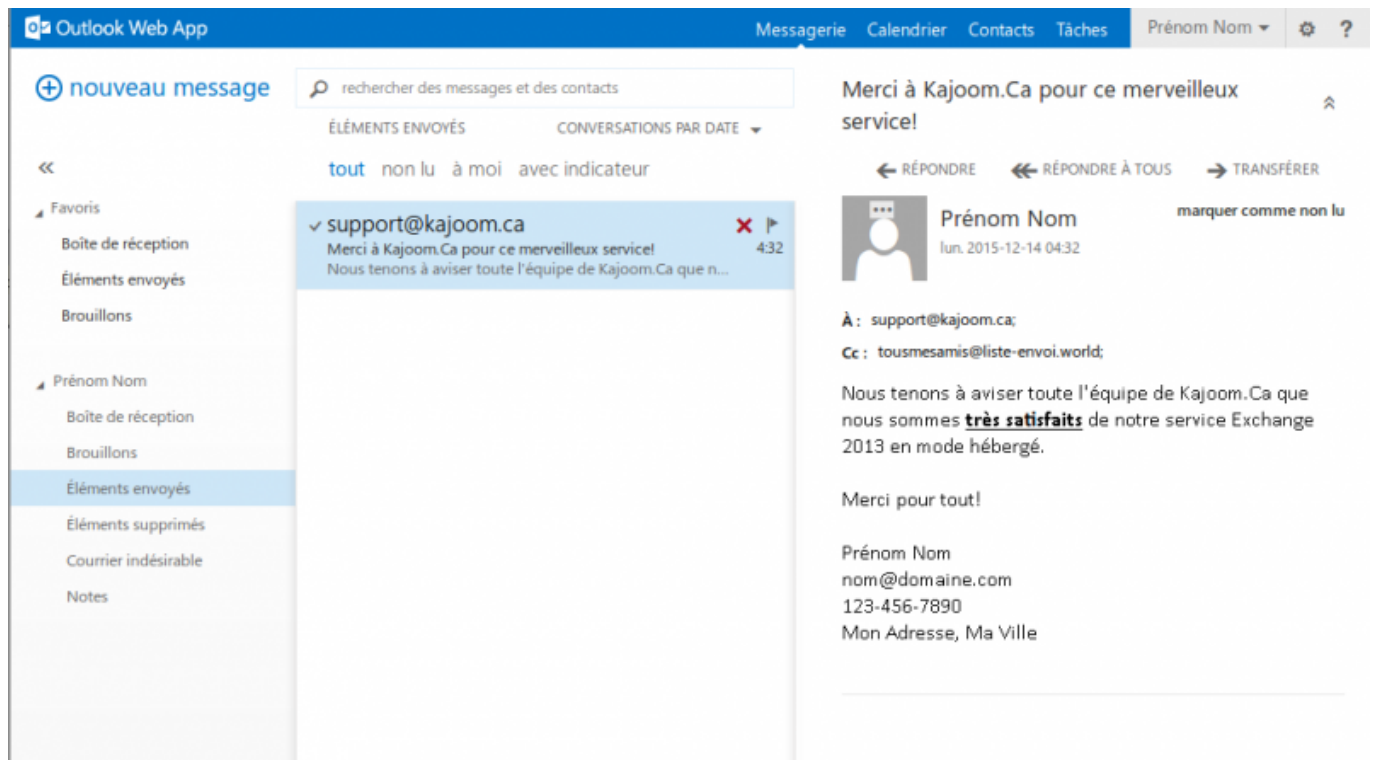 Outlook Web App
Messagerie Calendrier Contacts Tâches Prénom Nom ?
nouveau message
Favoris
Boîte de réception
Éléments envoyés
Brouillons
Prénom Nom
Boîte de réception
Brouillons
Éléments envoyés
Éléments supprimés
Courrier indésirable
Notes
rechercher des messages et des contacts
ÉLÉMENTS ENVOYÉS CONVERSATIONS PAR DATE
tout non lu à moi avec indicateur
support@kajoom.ca
Merci à Kajoom.Ca pour ce merveilleux service! 4:32
Nous tenons à aviser toute l'équipe de Kajoom.Ca que n...
Merci à Kajoom.Ca pour ce merveilleux
service!
RÉPONDRE RÉPONDRE À TOUS TRANSFÉRER
Prénom Nom marquer comme non lu
lun. 2015-12-14 04:32
À : support@kajoom.ca;
Cc : tousmesamis@liste-envoi.world;
Nous tenons à aviser toute l'équipe de Kajoom.Ca que
nous sommes très satisfaits de notre service Exchange
2013 en mode hébergé.
Merci pour tout!
Prénom Nom
nom@domaine.com
123-456-7890
Mon Adresse, Ma Ville